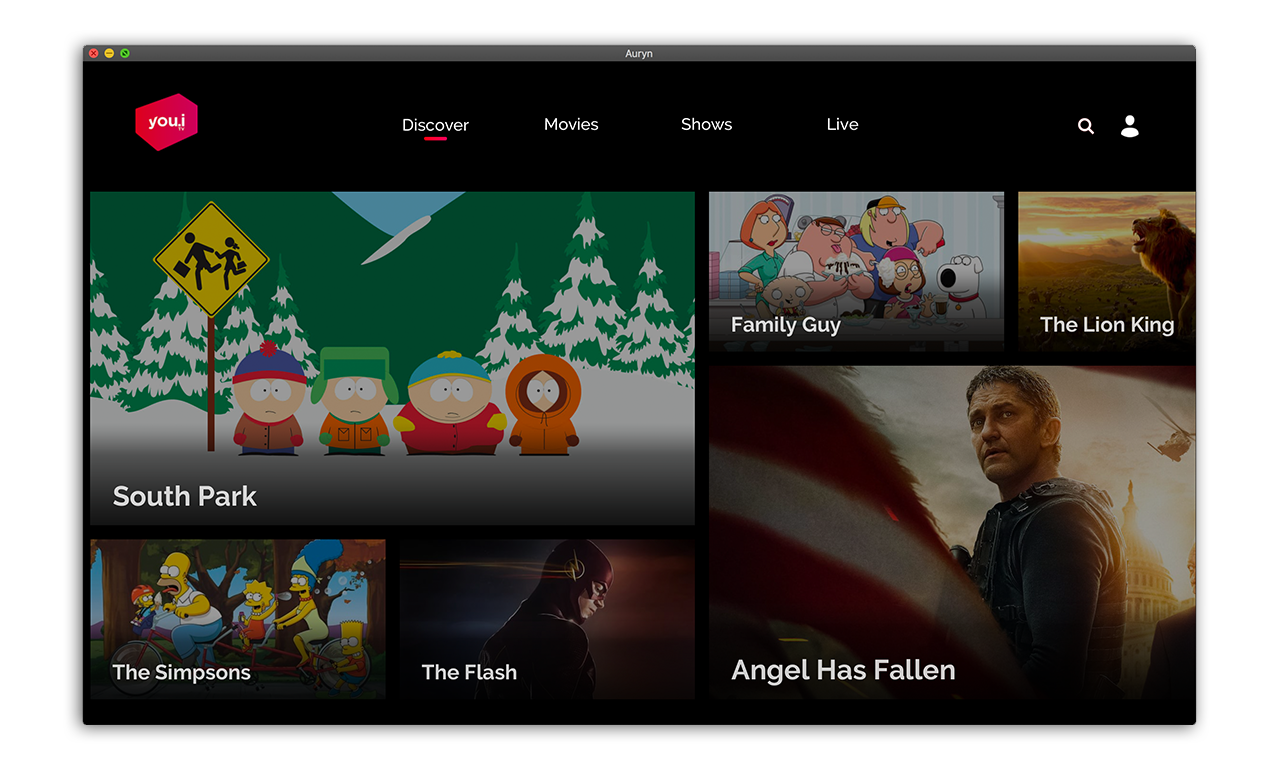 Auryn
you.i
TV
Discover
Movies
Shows
Live
South Park
Family Guy
The Lion King
The Simpsons
The Flash
Angel Has Fallen